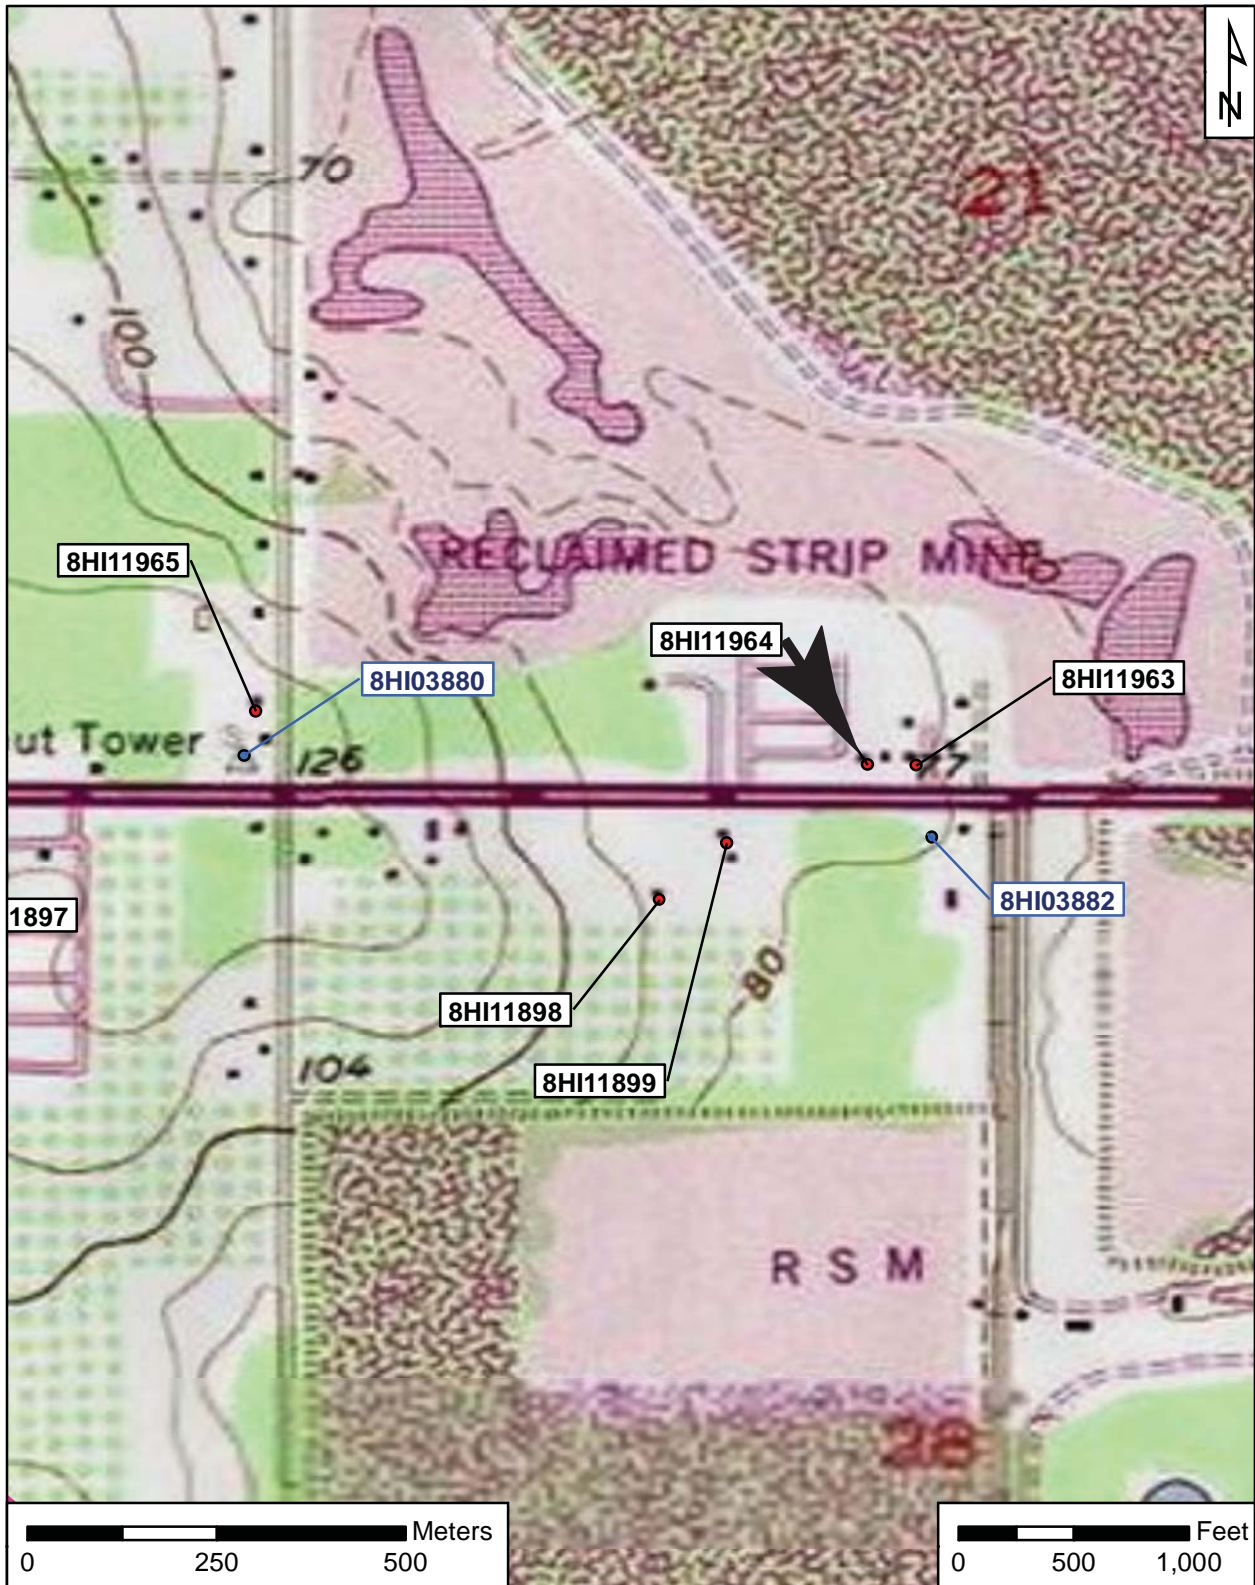 N
21
70
100
RECLAIMED STRIP MINE
8HI11965
8HI11964
8HI03880
8HI11963
ut Tower
126
77
8HI03882
1897
80
8HI11898
8HI11899
104
R S M
28
Meters
0 250 500
Feet
0 500 1,000